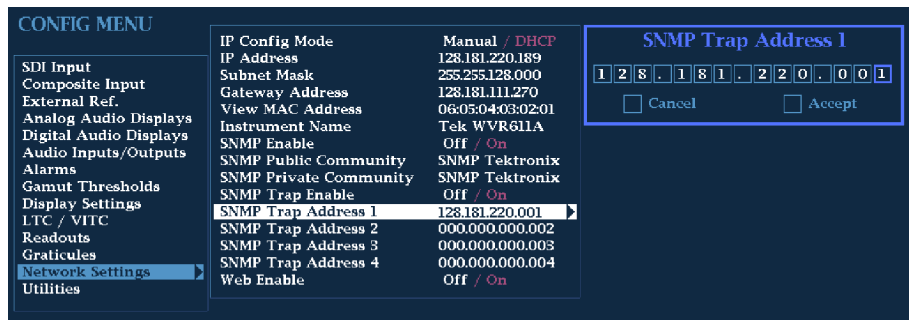 CONFIG MENU
SDI Input
Composite Input
External Ref.
Analog Audio Displays
Digital Audio Displays
Audio Inputs/Outputs
Alarms
Gamut Thresholds
Display Settings
LTC / VITC
Readouts
Graticules
Network Settings
Utilities
IP Config Mode Manual / DHCP
IP Address 128.181.220.189
Subnet Mask 255.255.128.000
Gateway Address 128.181.111.270
View MAC Address 06:05:04:03:02:01
Instrument Name Tek WVR611A
SNMP Enable Off / On
SNMP Public Community SNMP Tektronix
SNMP Private Community SNMP Tektronix
SNMP Trap Enable Off / On
SNMP Trap Address 1 128.181.220.001
SNMP Trap Address 2 000.000.000.002
SNMP Trap Address 3 000.000.000.003
SNMP Trap Address 4 000.000.000.004
Web Enable Off / On
SNMP Trap Address 1
128.181.220.001
Cancel Accept